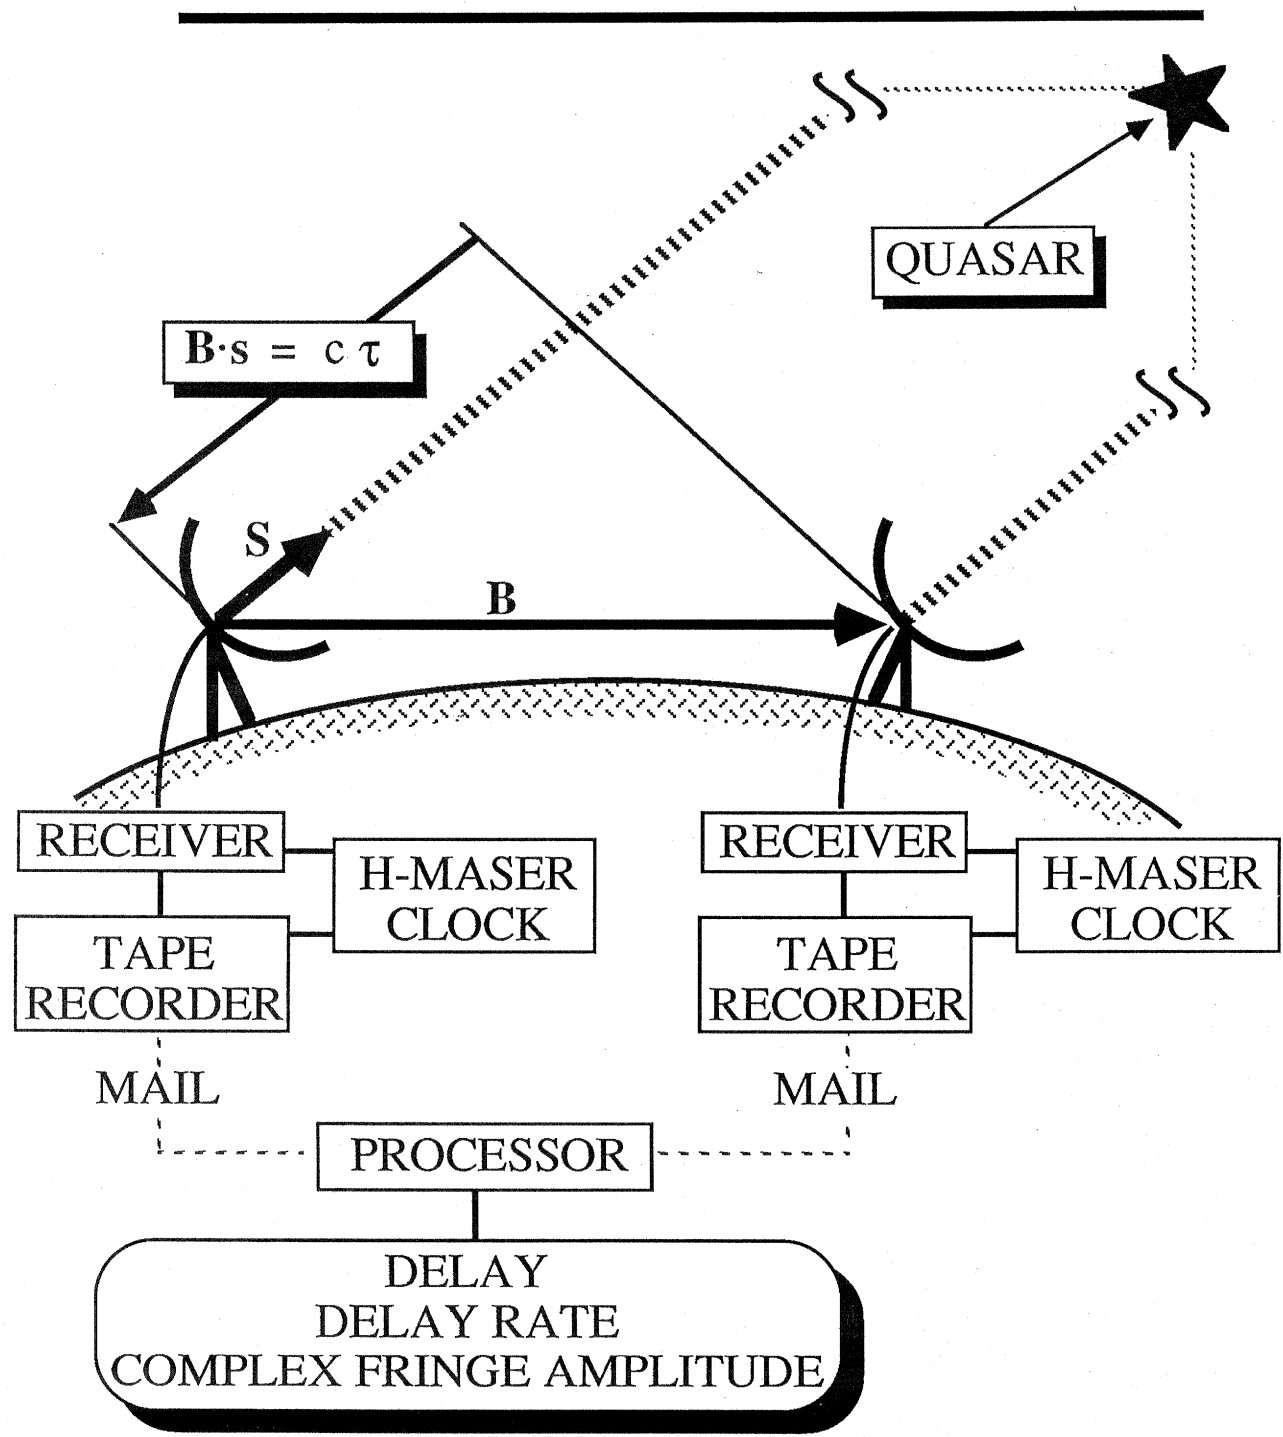 QUASAR
B·s = c τ
S
B
RECEIVER
H-MASER
CLOCK
TAPE
RECORDER
RECEIVER
H-MASER
CLOCK
TAPE
RECORDER
MAIL
MAIL
PROCESSOR
DELAY
DELAY RATE
COMPLEX FRINGE AMPLITUDE